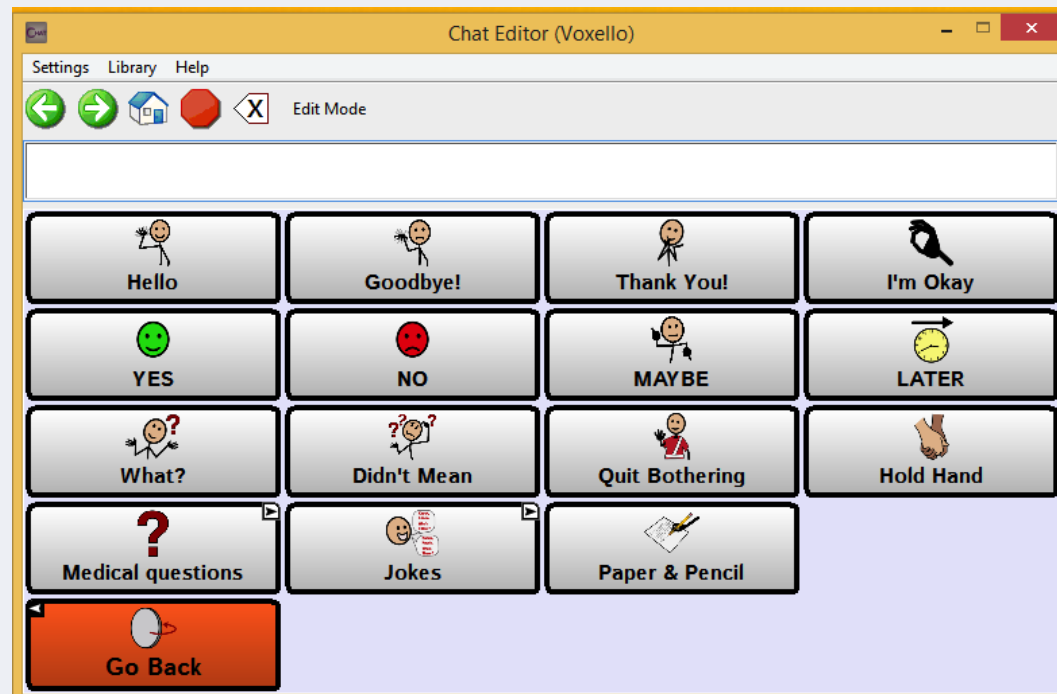 Chat Editor (Voxello)
Settings Library Help
X Edit Mode
Hello Goodbye! Thank You! I'm Okay
YES NO MAYBE LATER
What? Didn't Mean Quit Bothering Hold Hand
Medical questions Jokes Paper & Pencil
Go Back